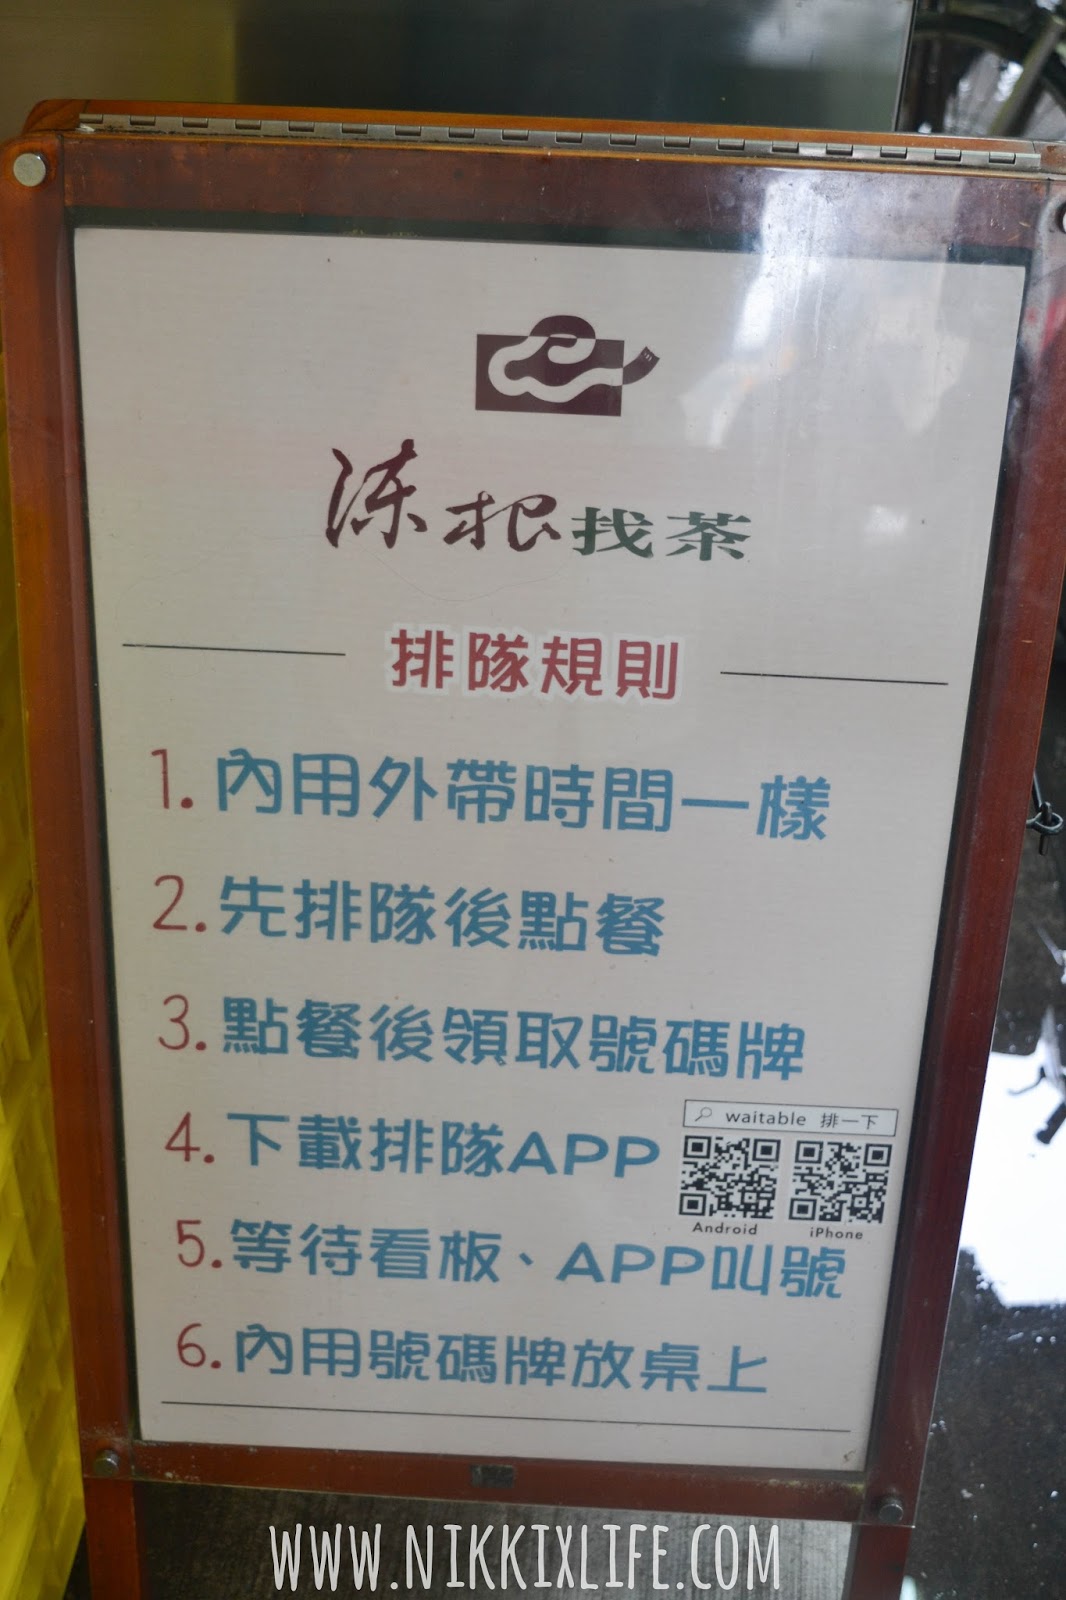 涷根找茶
排隊規則
1. 內用外帶時間一樣
2. 先排隊後點餐
3. 點餐後領取號碼牌
waitable 排一下
4. 下載排隊APP
Android iPhone
5. 等待看板、APP叫號
6. 內用號碼牌放桌上
WWW.NIKKIXLIFE.COM